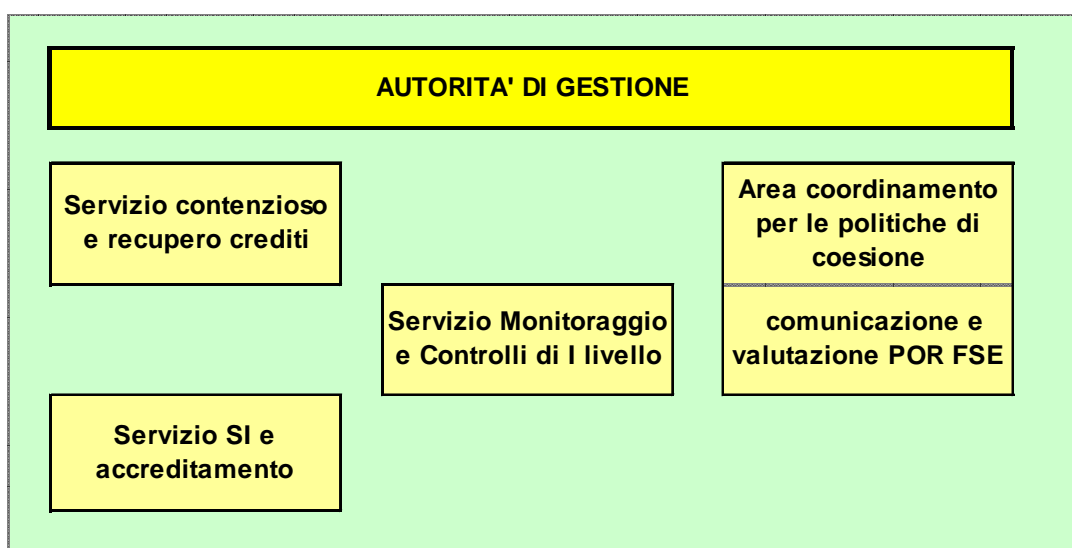 AUTORITA' DI GESTIONE
Servizio contenzioso
e recupero crediti
Area coordinamento
per le politiche di
coesione
Servizio Monitoraggio
e Controlli di I livello
comunicazione e
valutazione POR FSE
Servizio SI e
accreditamento